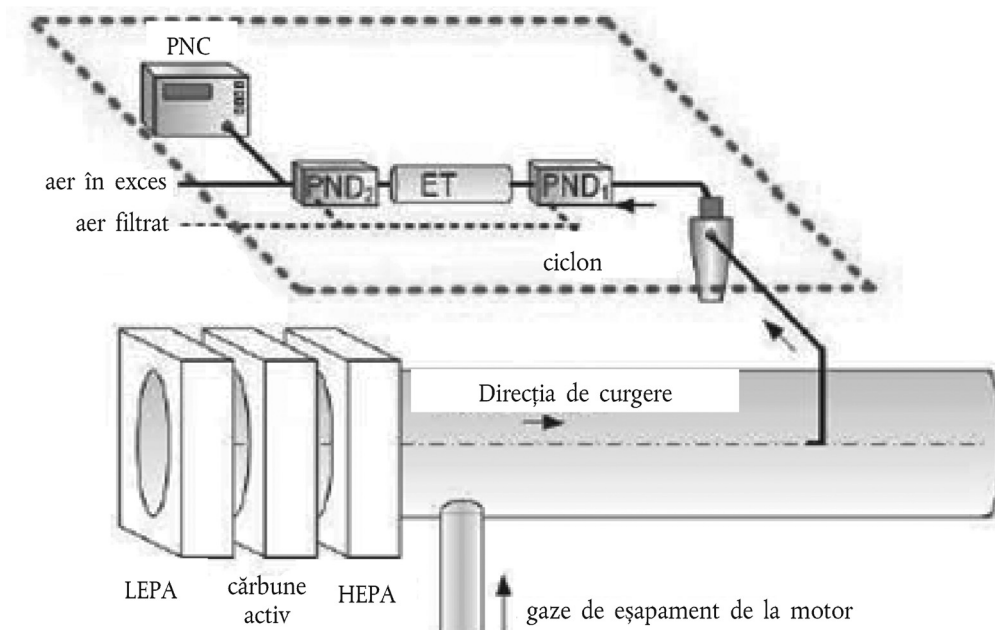 PNC
aer în exces
PND₂
ET
PND₁
aer filtrat
ciclon
Direcția de curgere
LEPA
cărbune
activ
HEPA
gaze de eșapament de la motor